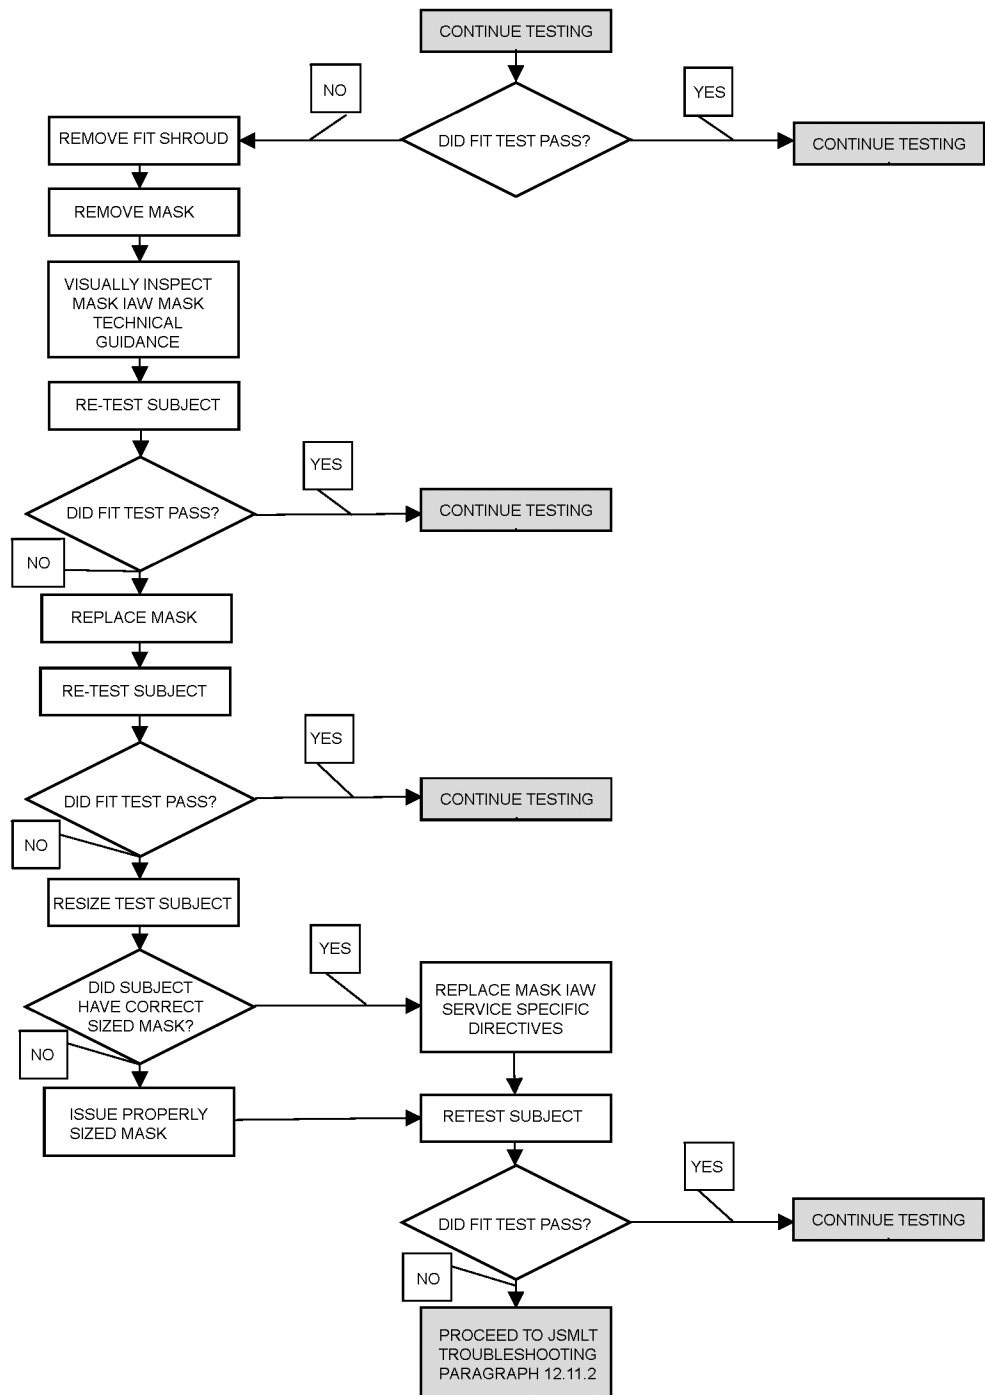 CONTINUE TESTING
NO
YES
REMOVE FIT SHROUD
DID FIT TEST PASS?
CONTINUE TESTING
REMOVE MASK
VISUALLY INSPECT
MASK IAW MASK
TECHNICAL
GUIDANCE
RE-TEST SUBJECT
YES
DID FIT TEST PASS?
CONTINUE TESTING
NO
REPLACE MASK
RE-TEST SUBJECT
YES
DID FIT TEST PASS?
CONTINUE TESTING
NO
RESIZE TEST SUBJECT
YES
DID SUBJECT
HAVE CORRECT
SIZED MASK?
REPLACE MASK IAW
SERVICE SPECIFIC
DIRECTIVES
NO
ISSUE PROPERLY
SIZED MASK
RETEST SUBJECT
YES
DID FIT TEST PASS?
CONTINUE TESTING
NO
PROCEED TO JSMLT
TROUBLESHOOTING
PARAGRAPH 12.11.2